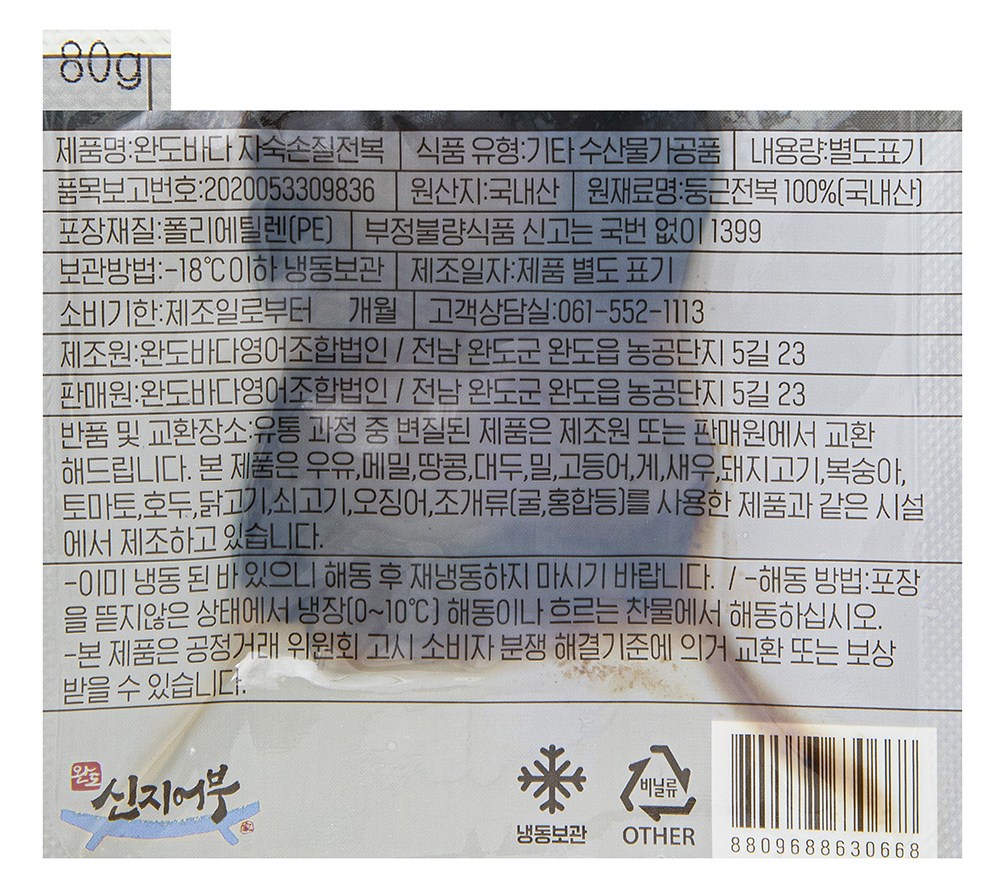 80g
제품명:완도바다 자숙손질전복 식품 유형:기타 수산물가공품 내용량:별도표기
품목보고번호:2020053309836 원산지:국내산 원재료명:둥근전복 100%(국내산)
포장재질:폴리에틸렌(PE) 부정불량식품 신고는 국번 없이 1399
보관방법:-18℃이하 냉동보관 제조일자:제품 별도 표기
소비기한:제조일로부터 개월 고객상담실:061-552-1113
제조원:완도바다영어조합법인 / 전남 완도군 완도읍 농공단지 5길 23
판매원:완도바다영어조합법인 / 전남 완도군 완도읍 농공단지 5길 23
반품 및 교환장소:유통 과정 중 변질된 제품은 제조원 또는 판매원에서 교환
해드립니다. 본 제품은 우유,메밀,땅콩,대두,밀,고등어,게,새우,돼지고기,복숭아,
토마토,호두,닭고기,쇠고기,오징어,조개류(굴,홍합등)를 사용한 제품과 같은 시설
에서 제조하고 있습니다.
-이미 냉동 된 바 있으니 해동 후 재냉동하지 마시기 바랍니다. / -해동 방법:포장
을 뜯지않은 상태에서 냉장(0~10℃) 해동이나 흐르는 찬물에서 해동하십시오.
-본 제품은 공정거래 위원회 고시 소비자 분쟁 해결기준에 의거 교환 또는 보상
받을 수 있습니다.
완도 신지어부
냉동보관
비닐류
OTHER
8809688630668